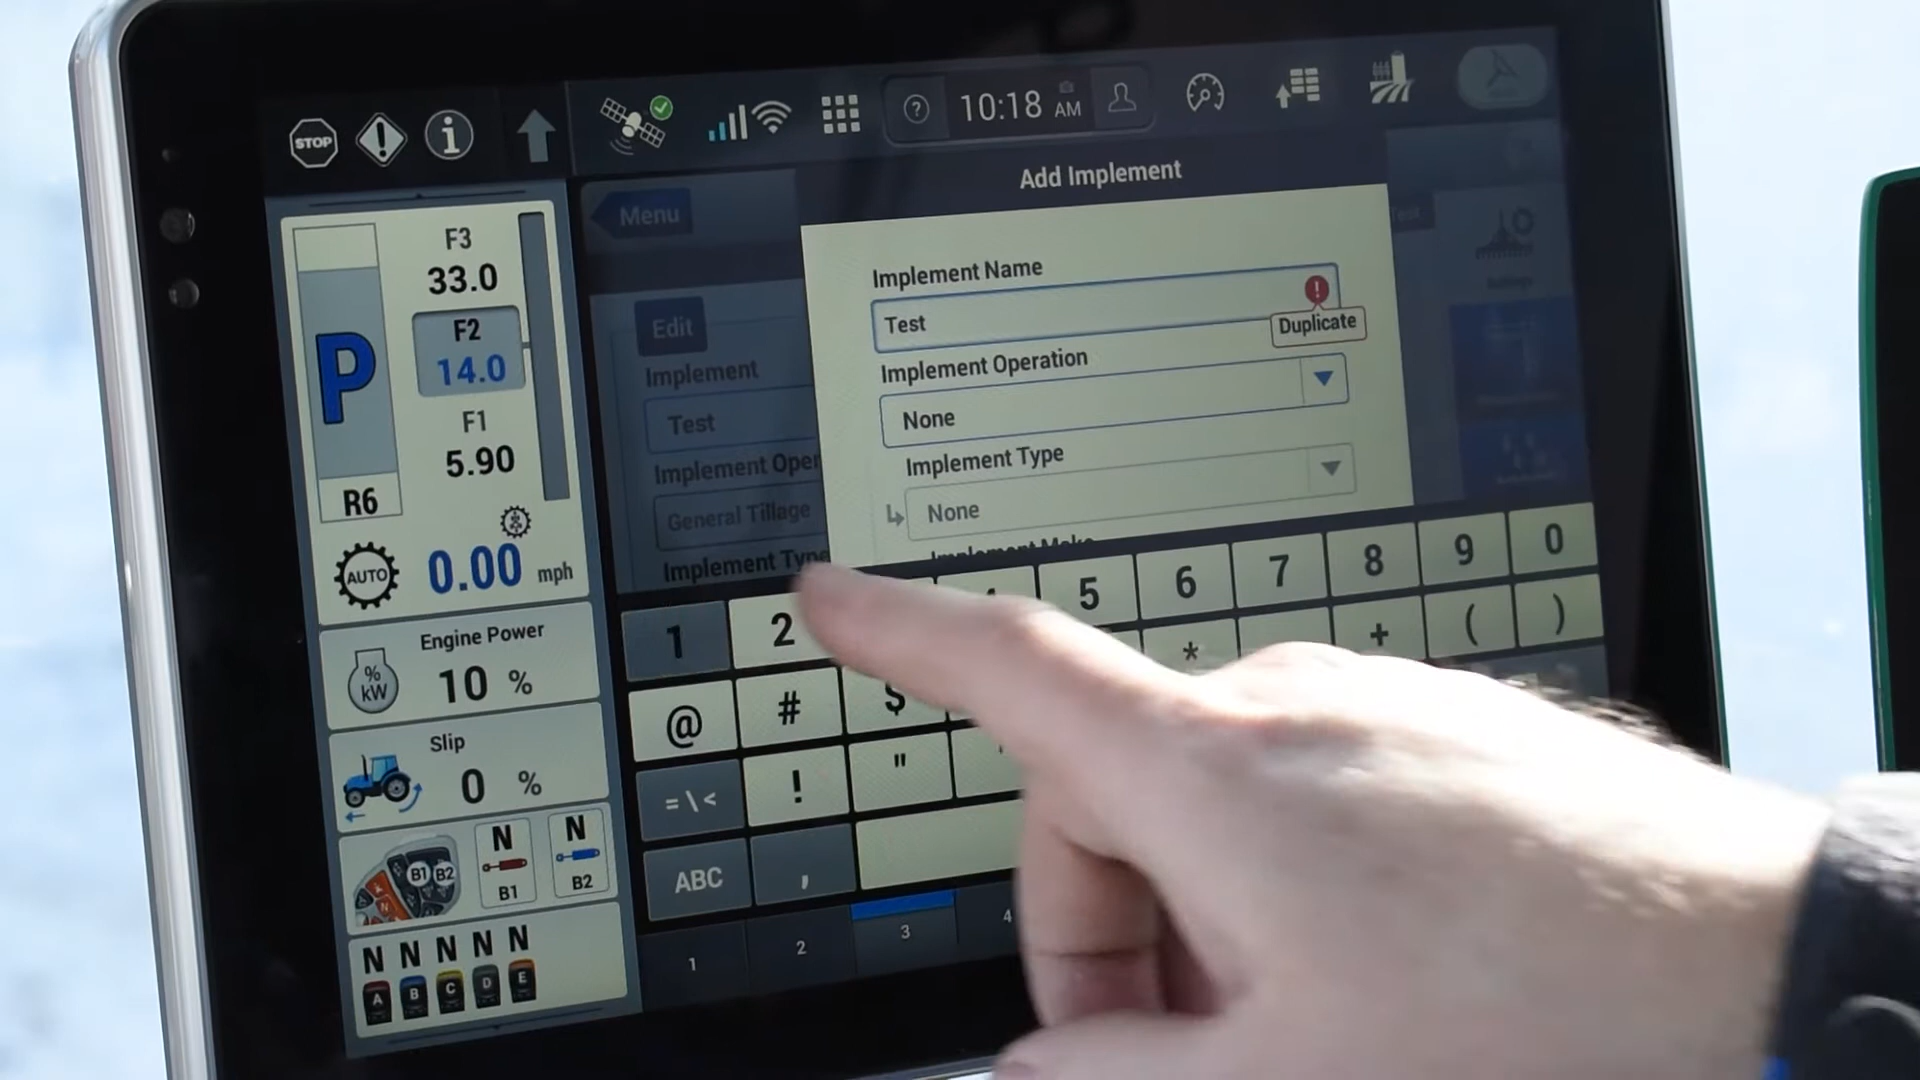 STOP
10:18 AM
Add Implement
Menu
F3
33.0
F2
14.0
F1
5.90
P
R6
AUTO
0.00 mph
Engine Power
% kW
10 %
Slip
0 %
B1 B2
N
B1
N
B2
N N N N N
A B C D E
Edit
Implement
Test
Implement Oper
General Tillage
Implement Type
Implement Name
Test
Duplicate
Implement Operation
None
Implement Type
None
Implement Make
1 2 5 6 7 8 9 0
@ # $ * + ( )
=\< ! "
ABC ,
1 2 3 4